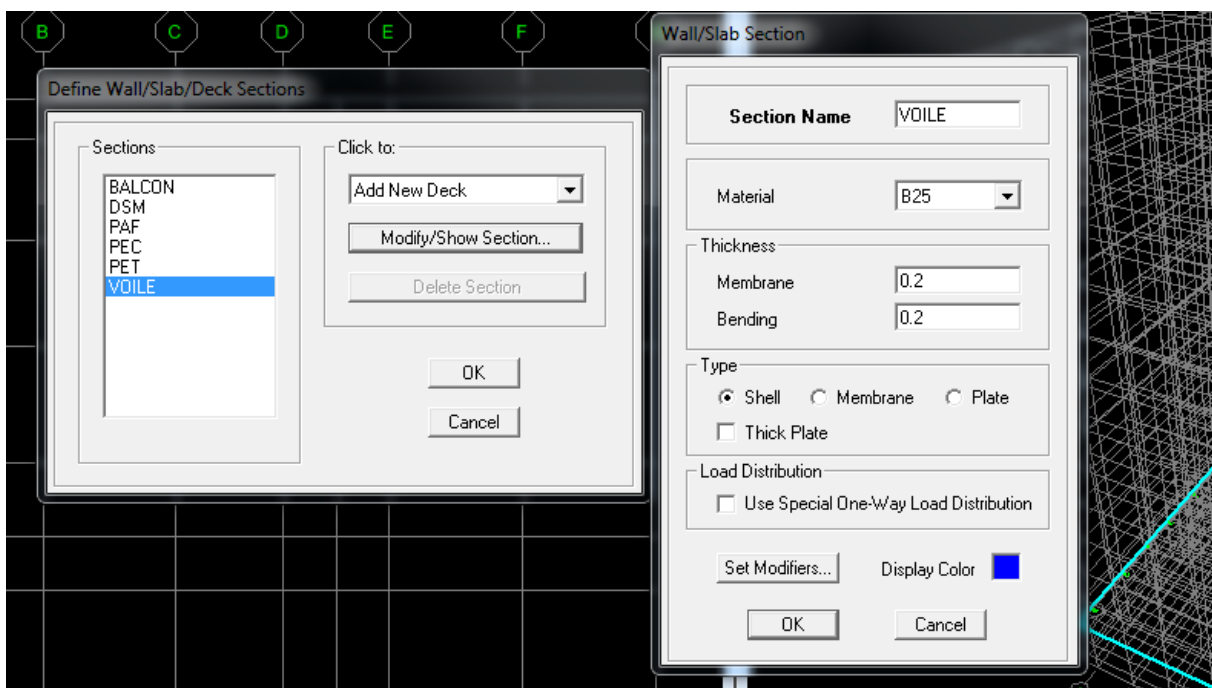 B C D E F
Define Wall/Slab/Deck Sections
Sections
BALCON
DSM
PAF
PEC
PET
VOILE
Click to:
Add New Deck
Modify/Show Section...
Delete Section
OK
Cancel
Wall/Slab Section
Section Name VOILE
Material B25
Thickness
Membrane 0.2
Bending 0.2
Type
Shell Membrane Plate
Thick Plate
Load Distribution
Use Special One-Way Load Distribution
Set Modifiers... Display Color
OK Cancel